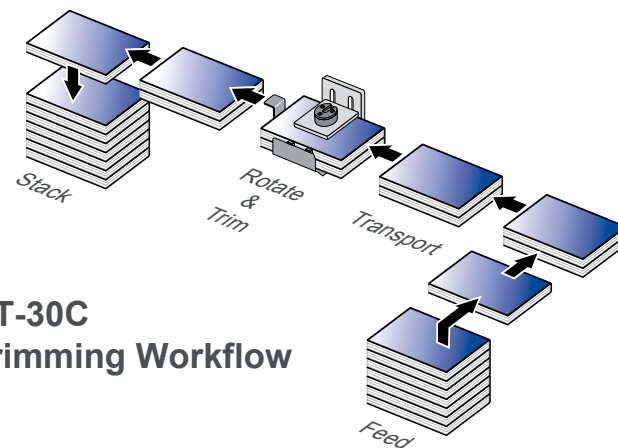 Stack
Rotate
&
Trim
Transport
T-30C
rimming Workflow
Feed